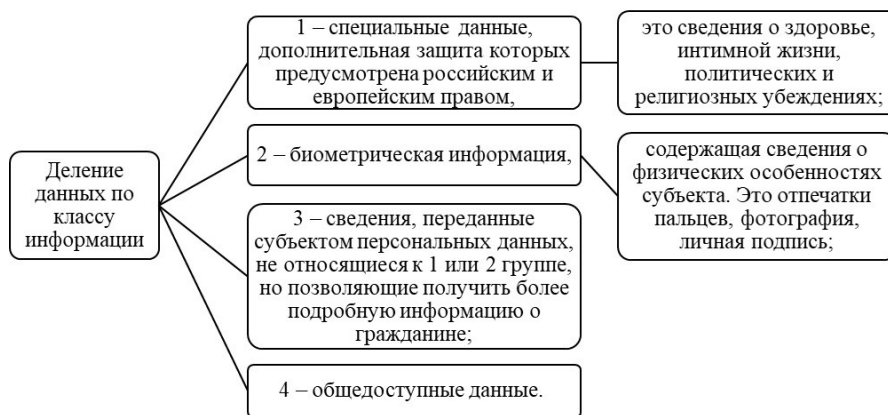 Деление
данных по
классу
информации
1 – специальные данные,
дополнительная защита которых
предусмотрена российским и
европейским правом,
это сведения о здоровье,
интимной жизни,
политических и
религиозных убеждениях;
2 – биометрическая информация,
содержащая сведения о
физических особенностях
субъекта. Это отпечатки
пальцев, фотография,
личная подпись;
3 – сведения, переданные
субъектом персональных данных,
не относящиеся к 1 или 2 группе,
но позволяющие получить более
подробную информацию о
гражданине;
4 – общедоступные данные.